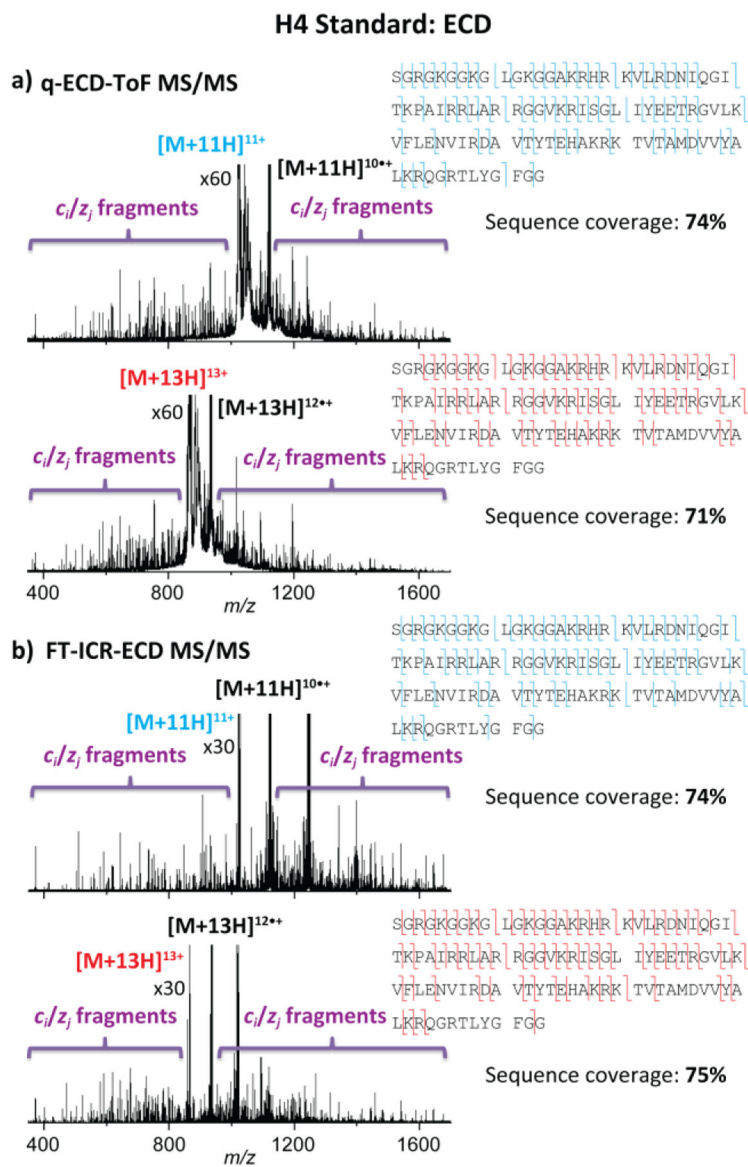 H4 Standard: ECD
a) q-ECD-ToF MS/MS
SGRGKGGKG LGKGGAKRHR KVLRDNIQGI
TKPAIRRLAR RGGVKRISGL IYEETRGVLK
VFLENVIRDA VTYTEHAKRK TVTAMDVVYA
LKRQGRTLYG FGG
Sequence coverage: 74%
[M+11H]11+
x60
[M+11H]10•+
ci/zj fragments
ci/zj fragments
SGRGKGGKG LGKGGAKRHR KVLRDNIQGI
TKPAIRRLAR RGGVKRISGL IYEETRGVLK
VFLENVIRDA VTYTEHAKRK TVTAMDVVYA
LKRQGRTLYG FGG
Sequence coverage: 71%
[M+13H]13+
x60
[M+13H]12•+
ci/zj fragments
ci/zj fragments
400 800 1200 1600
m/z
b) FT-ICR-ECD MS/MS
SGRGKGGKG LGKGGAKRHR KVLRDNIQGI
TKPAIRRLAR RGGVKRISGL IYEETRGVLK
VFLENVIRDA VTYTEHAKRK TVTAMDVVYA
LKRQGRTLYG FGG
Sequence coverage: 74%
[M+11H]10•+
[M+11H]11+
x30
ci/zj fragments
ci/zj fragments
SGRGKGGKG LGKGGAKRHR KVLRDNIQGI
TKPAIRRLAR RGGVKRISGL IYEETRGVLK
VFLENVIRDA VTYTEHAKRK TVTAMDVVYA
LKRQGRTLYG FGG
Sequence coverage: 75%
[M+13H]12•+
[M+13H]13+
x30
ci/zj fragments
ci/zj fragments
400 800 1200 1600
m/z